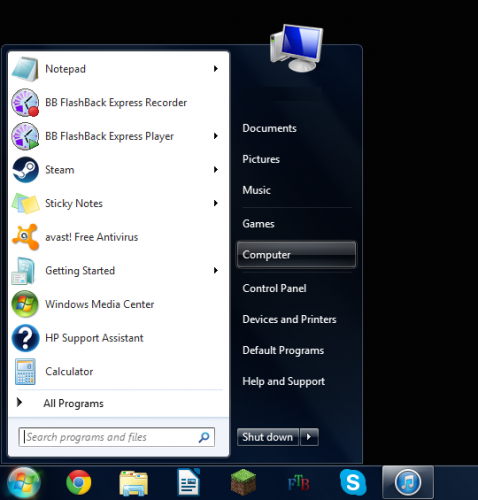 Notepad
BB FlashBack Express Recorder
BB FlashBack Express Player
Steam
Sticky Notes
avast! Free Antivirus
Getting Started
Windows Media Center
HP Support Assistant
Calculator
All Programs
Search programs and files
Documents
Pictures
Music
Games
Computer
Control Panel
Devices and Printers
Default Programs
Help and Support
Shut down
FTB